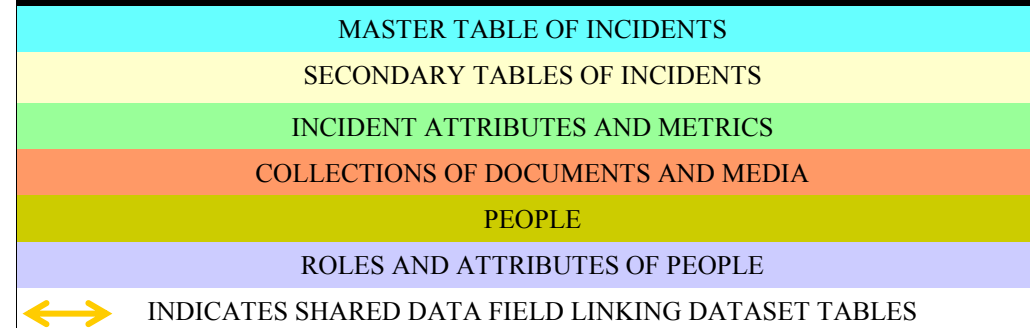 MASTER TABLE OF INCIDENTS
SECONDARY TABLES OF INCIDENTS
INCIDENT ATTRIBUTES AND METRICS
COLLECTIONS OF DOCUMENTS AND MEDIA
PEOPLE
ROLES AND ATTRIBUTES OF PEOPLE
INDICATES SHARED DATA FIELD LINKING DATASET TABLES